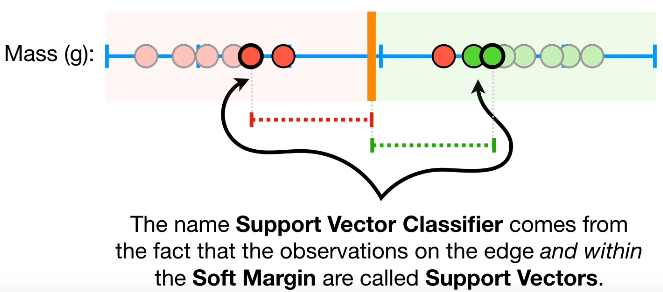 Mass (g):
The name Support Vector Classifier comes from
the fact that the observations on the edge and within
the Soft Margin are called Support Vectors.